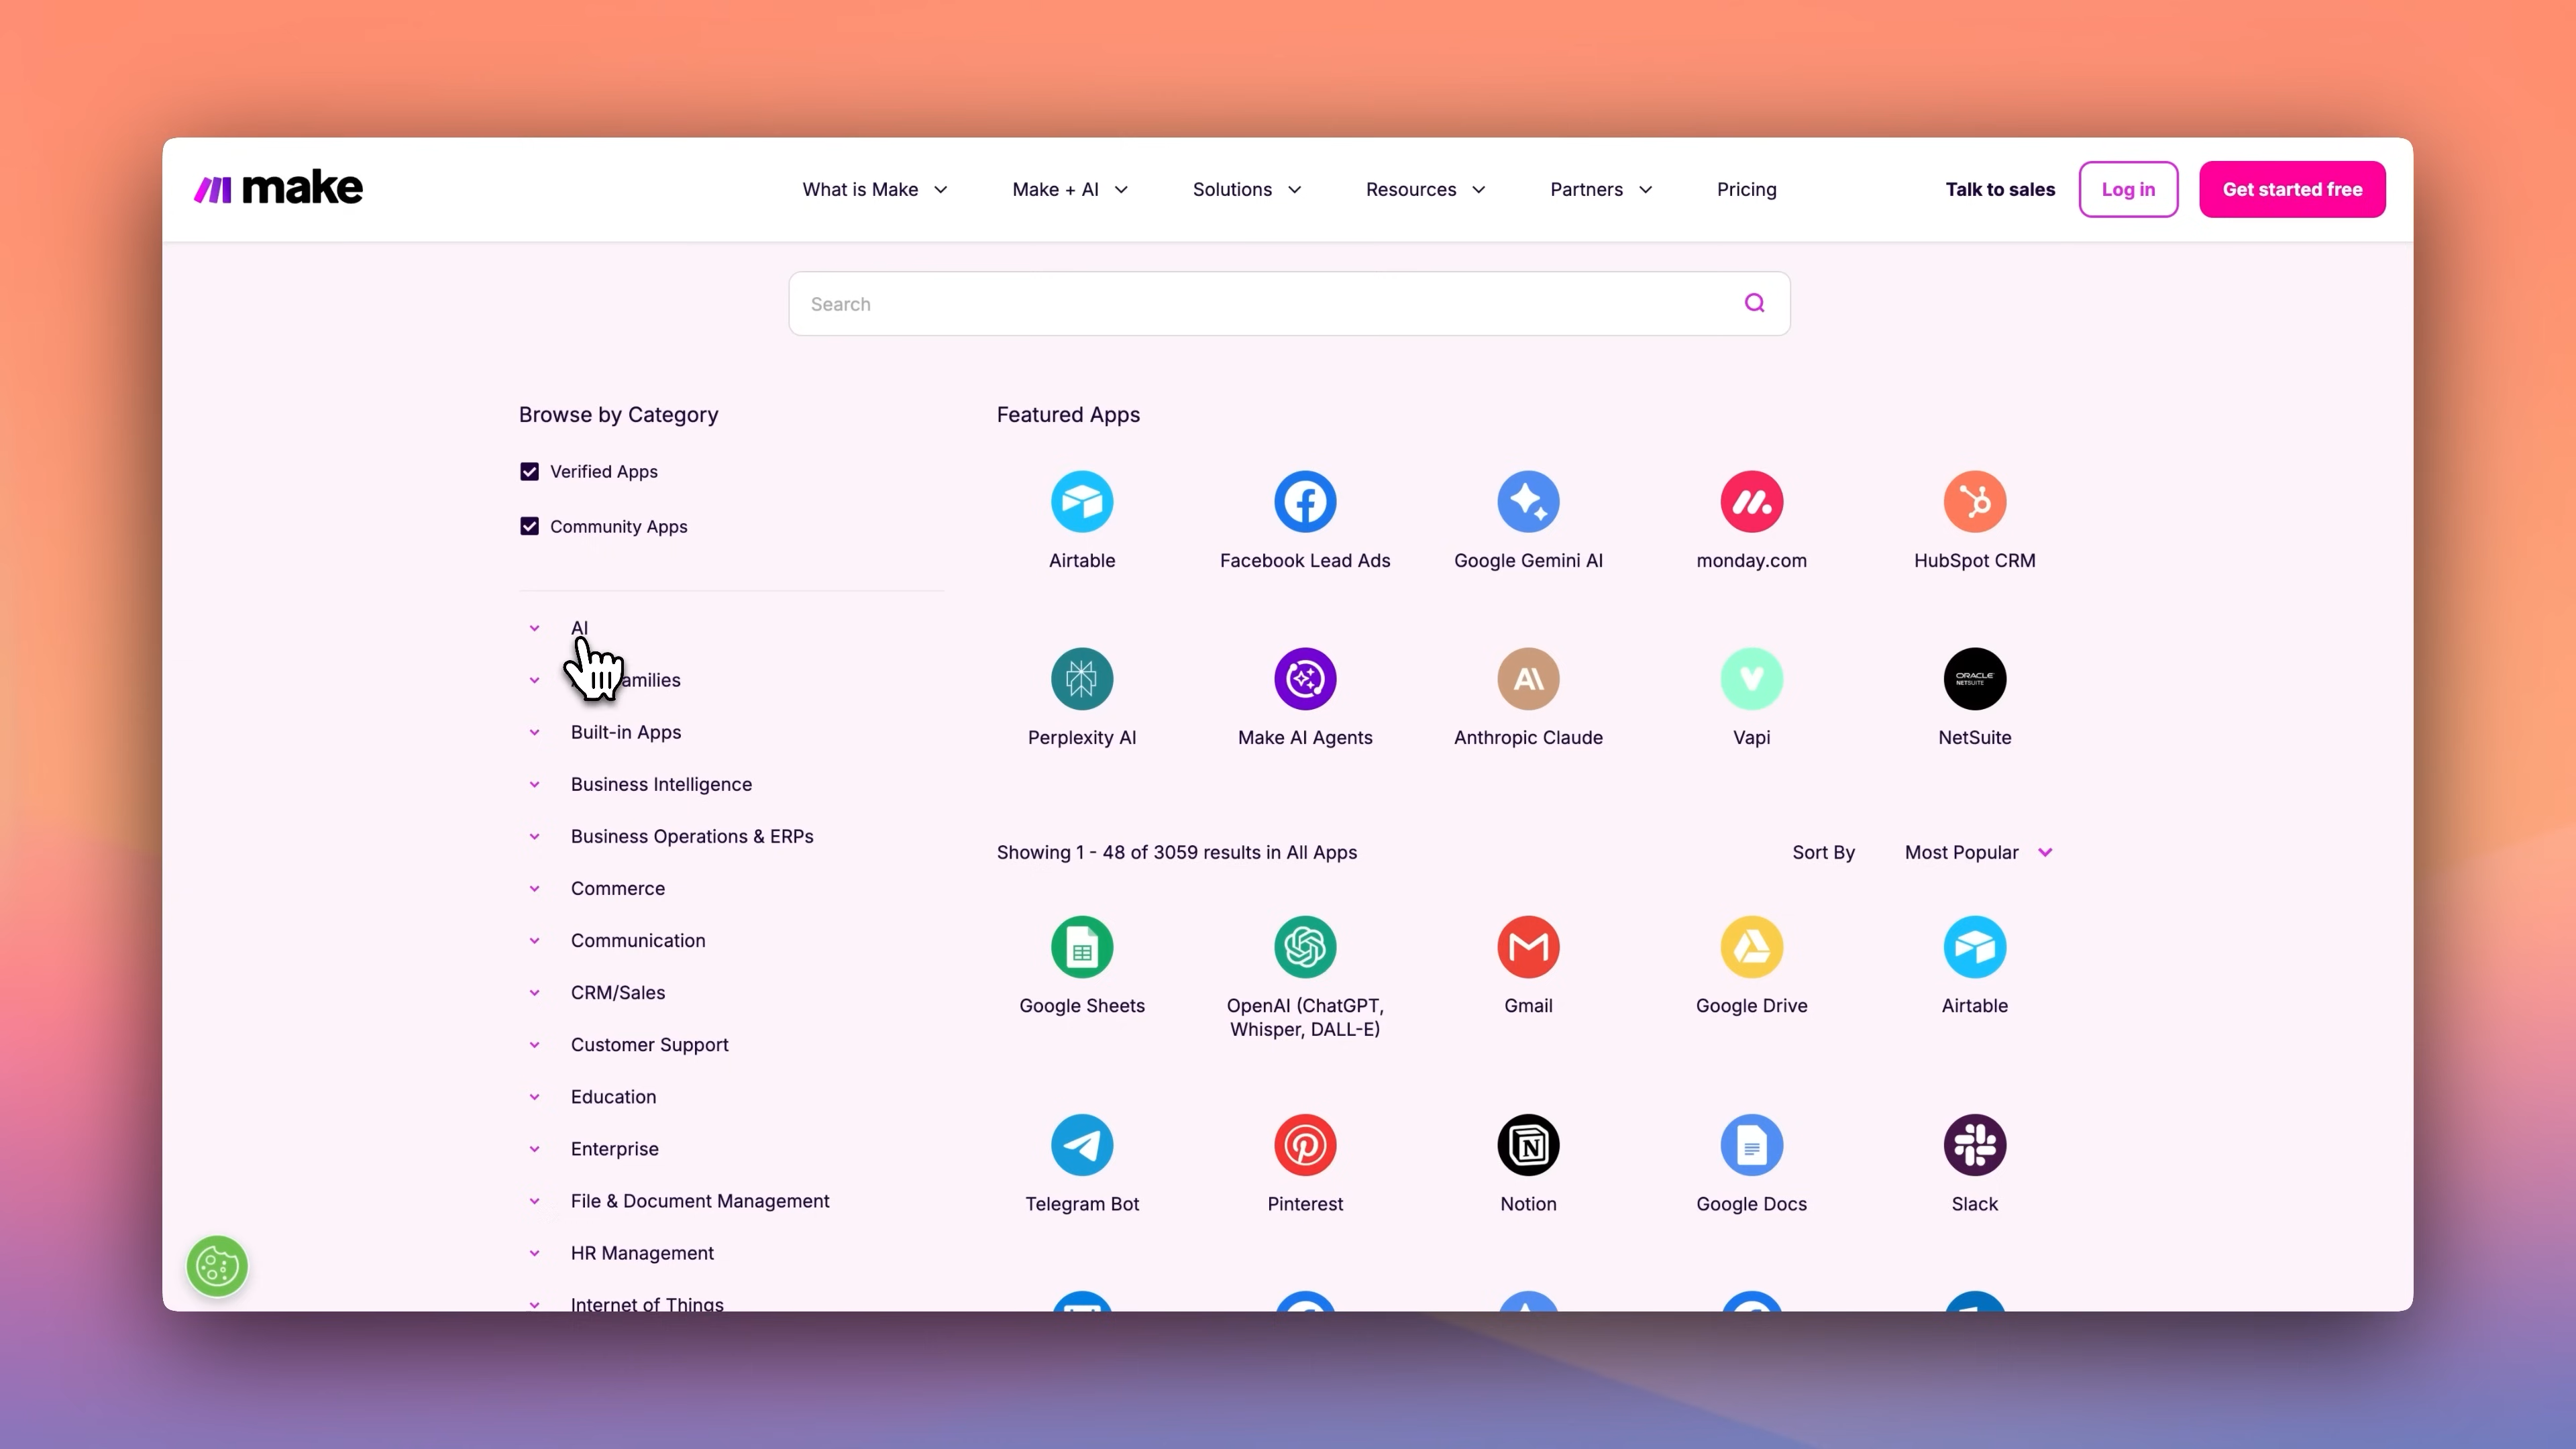 make
What is Make
Make + AI
Solutions
Resources
Partners
Pricing
Talk to sales
Log in
Get started free
Search
Browse by Category
Verified Apps
Community Apps
AI
amilies
Built-in Apps
Business Intelligence
Business Operations & ERPs
Commerce
Communication
CRM/Sales
Customer Support
Education
Enterprise
File & Document Management
HR Management
Internet of Things
Featured Apps
Airtable
Facebook Lead Ads
Google Gemini AI
monday.com
HubSpot CRM
ORACLE
NETSUITE
Perplexity AI
Make AI Agents
Anthropic Claude
Vapi
NetSuite
Showing 1 - 48 of 3059 results in All Apps
Sort By
Most Popular
Google Sheets
OpenAI (ChatGPT,
Whisper, DALL-E)
Gmail
Google Drive
Airtable
Telegram Bot
Pinterest
Notion
Google Docs
Slack